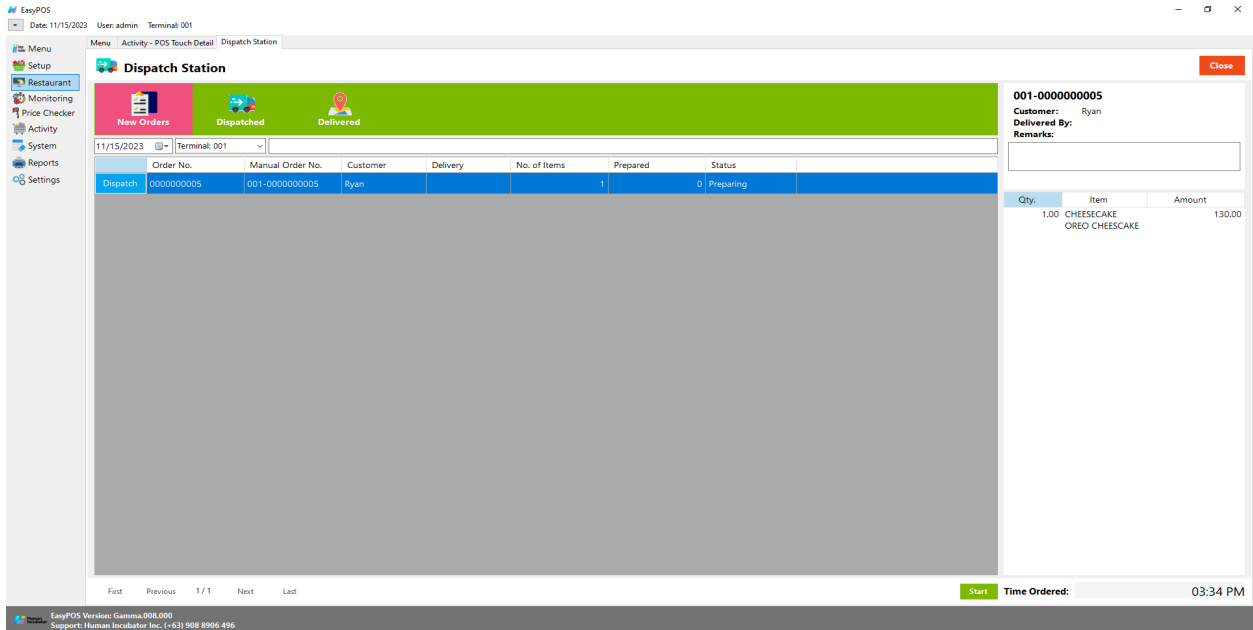 EasyPOS
Date: 11/15/2023 User: admin Terminal: 001
Menu
Setup
Restaurant
Monitoring
Price Checker
Activity
System
Reports
Settings
Menu Activity - POS Touch Detail Dispatch Station
Dispatch Station
Close
New Orders Dispatched Delivered
11/15/2023 Terminal: 001
Order No. Manual Order No. Customer Delivery No. of Items Prepared Status
Dispatch 0000000005 001-0000000005 Ryan 1 0 Preparing
001-0000000005
Customer: Ryan
Delivered By:
Remarks:
Qty. Item Amount
1.00 CHEESECAKE 130.00
OREO CHEESCAKE
First Previous 1 / 1 Next Last
Start
Time Ordered: 03:34 PM
Human Incubator
EasyPOS Version: Gamma.008.000
Support: Human Incubator Inc. (+63) 908 8906 496